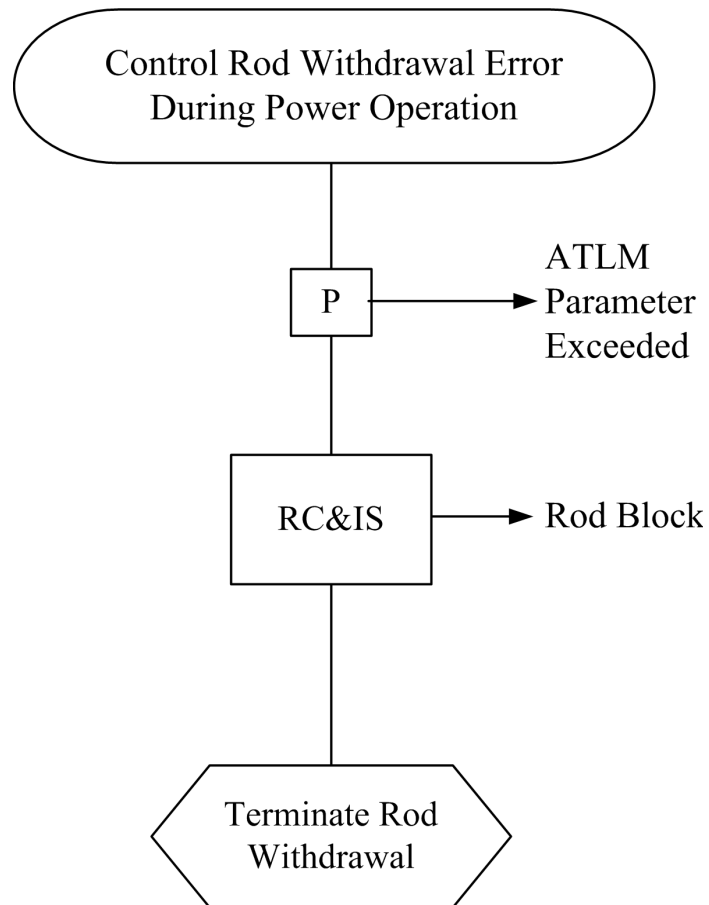 Control Rod Withdrawal Error
During Power Operation
P
ATLM
Parameter
Exceeded
RC&IS
Rod Block
Terminate Rod
Withdrawal